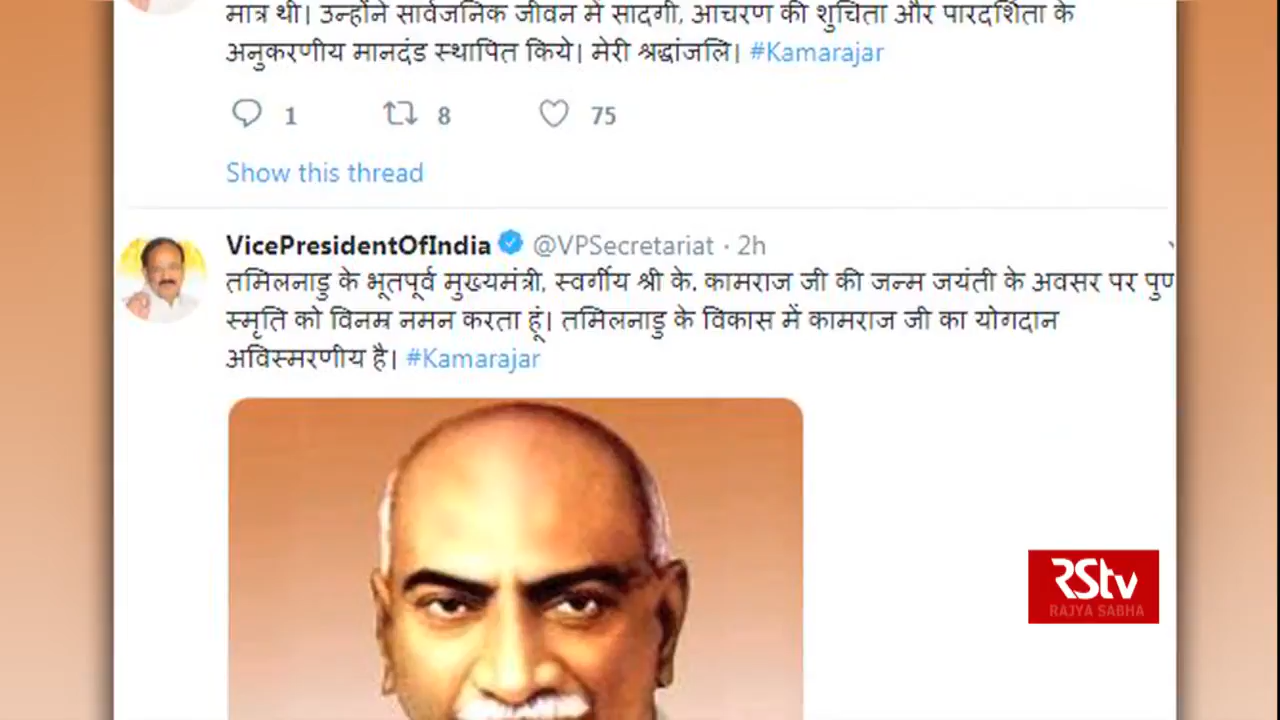 मात्र थी। उन्होंने सार्वजनिक जीवन में सादगी, आचरण की शुचिता और पारदर्शिता के
अनुकरणीय मानदंड स्थापित किये। मेरी श्रद्धांजलि। #Kamarajar
1 8 75
Show this thread
VicePresidentOfIndia @VPSecretariat · 2h
तमिलनाडु के भूतपूर्व मुख्यमंत्री, स्वर्गीय श्री के. कामराज जी की जन्म जयंती के अवसर पर
स्मृति को विनम्र नमन करता हूं। तमिलनाडु के विकास में कामराज जी का योगदान
अविस्मरणीय है। #Kamarajar
RStv
RAJYA SABHA